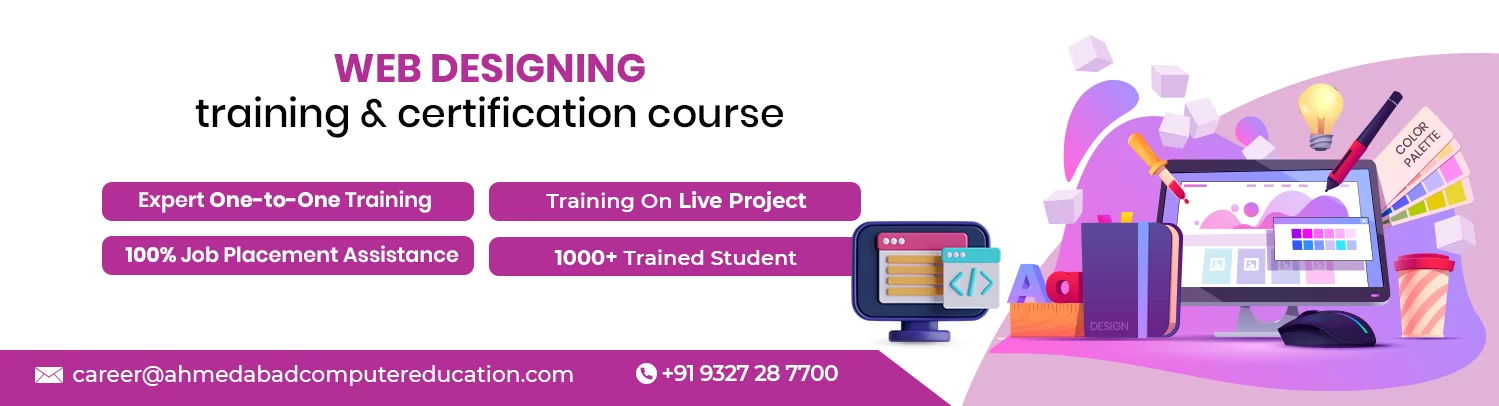 WEB DESIGNING
training & certification course
Expert One-to-One Training
Training On Live Project
100% Job Placement Assistance
1000+ Trained Student
career@ahmedabadcomputereducation.com
+91 9327 28 7700
COLOR
PALETTE
Aa
DESIGN